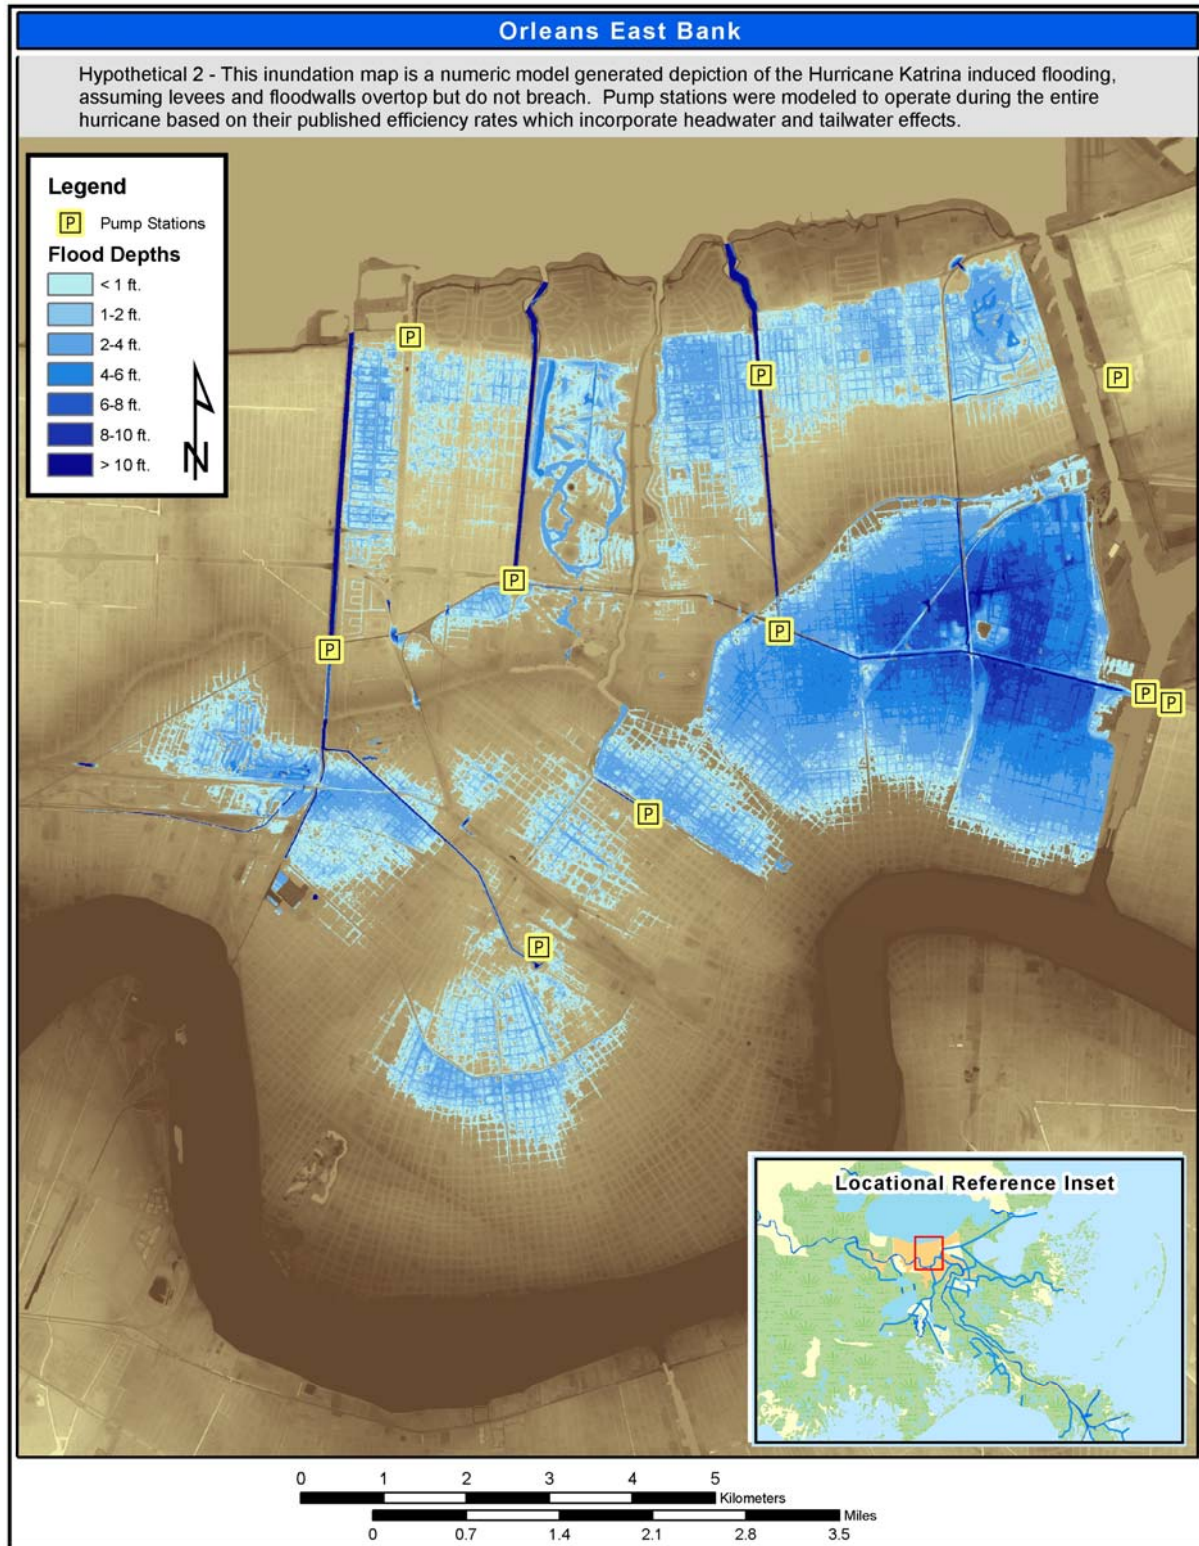 Orleans East Bank
Hypothetical 2 - This inundation map is a numeric model generated depiction of the Hurricane Katrina induced flooding,
assuming levees and floodwalls overtop but do not breach.  Pump stations were modeled to operate during the entire
hurricane based on their published efficiency rates which incorporate headwater and tailwater effects.
Legend
P Pump Stations
Flood Depths
< 1 ft.
1-2 ft.
2-4 ft.
4-6 ft.
6-8 ft.
8-10 ft.
> 10 ft.
N
P
P
P
P
P
P
P
P
P
P
Locational Reference Inset
0 1 2 3 4 5
Kilometers
Miles
0 0.7 1.4 2.1 2.8 3.5